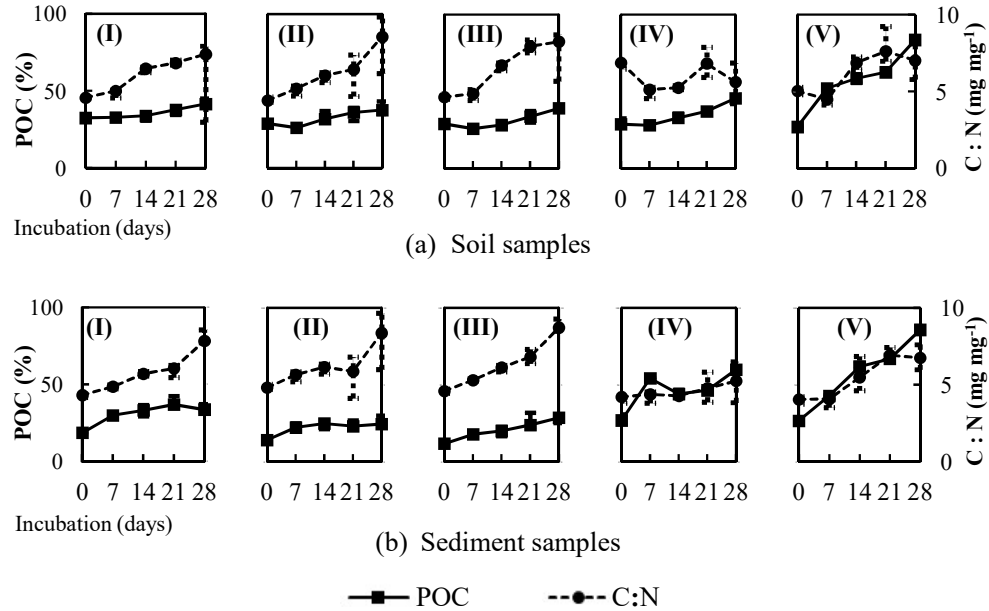 100
50
0
POC (%)
(I)
(II)
(III)
(IV)
(V)
10
5
0
C : N (mg mg⁻¹)
0 7 14 21 28
0 7 14 21 28
0 7 14 21 28
0 7 14 21 28
0 7 14 21 28
Incubation (days)
(a) Soil samples
100
50
0
POC (%)
(I)
(II)
(III)
(IV)
(V)
10
5
0
C : N (mg mg⁻¹)
0 7 14 21 28
0 7 14 21 28
0 7 14 21 28
0 7 14 21 28
0 7 14 21 28
Incubation (days)
(b) Sediment samples
POC
C:N